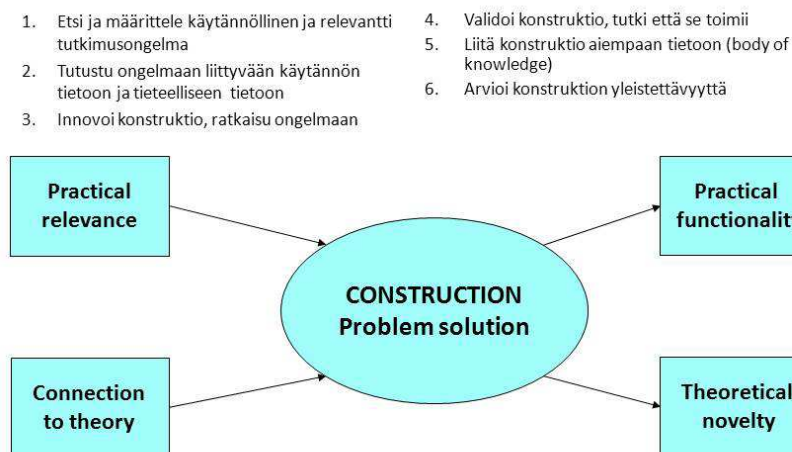 1. Etsi ja määrittele käytännöllinen ja relevantti
tutkimusongelma
2. Tutustu ongelmaan liittyvään käytännön
tietoon ja tieteelliseen tietoon
3. Innovoi konstruktio, ratkaisu ongelmaan
4. Validoi konstruktio, tutki että se toimii
5. Liitä konstruktio aiempaan tietoon (body of
knowledge)
6. Arvioi konstruktion yleistettävyyttä
Practical
relevance
Practical
functionalit
CONSTRUCTION
Problem solution
Connection
to theory
Theoretical
novelty